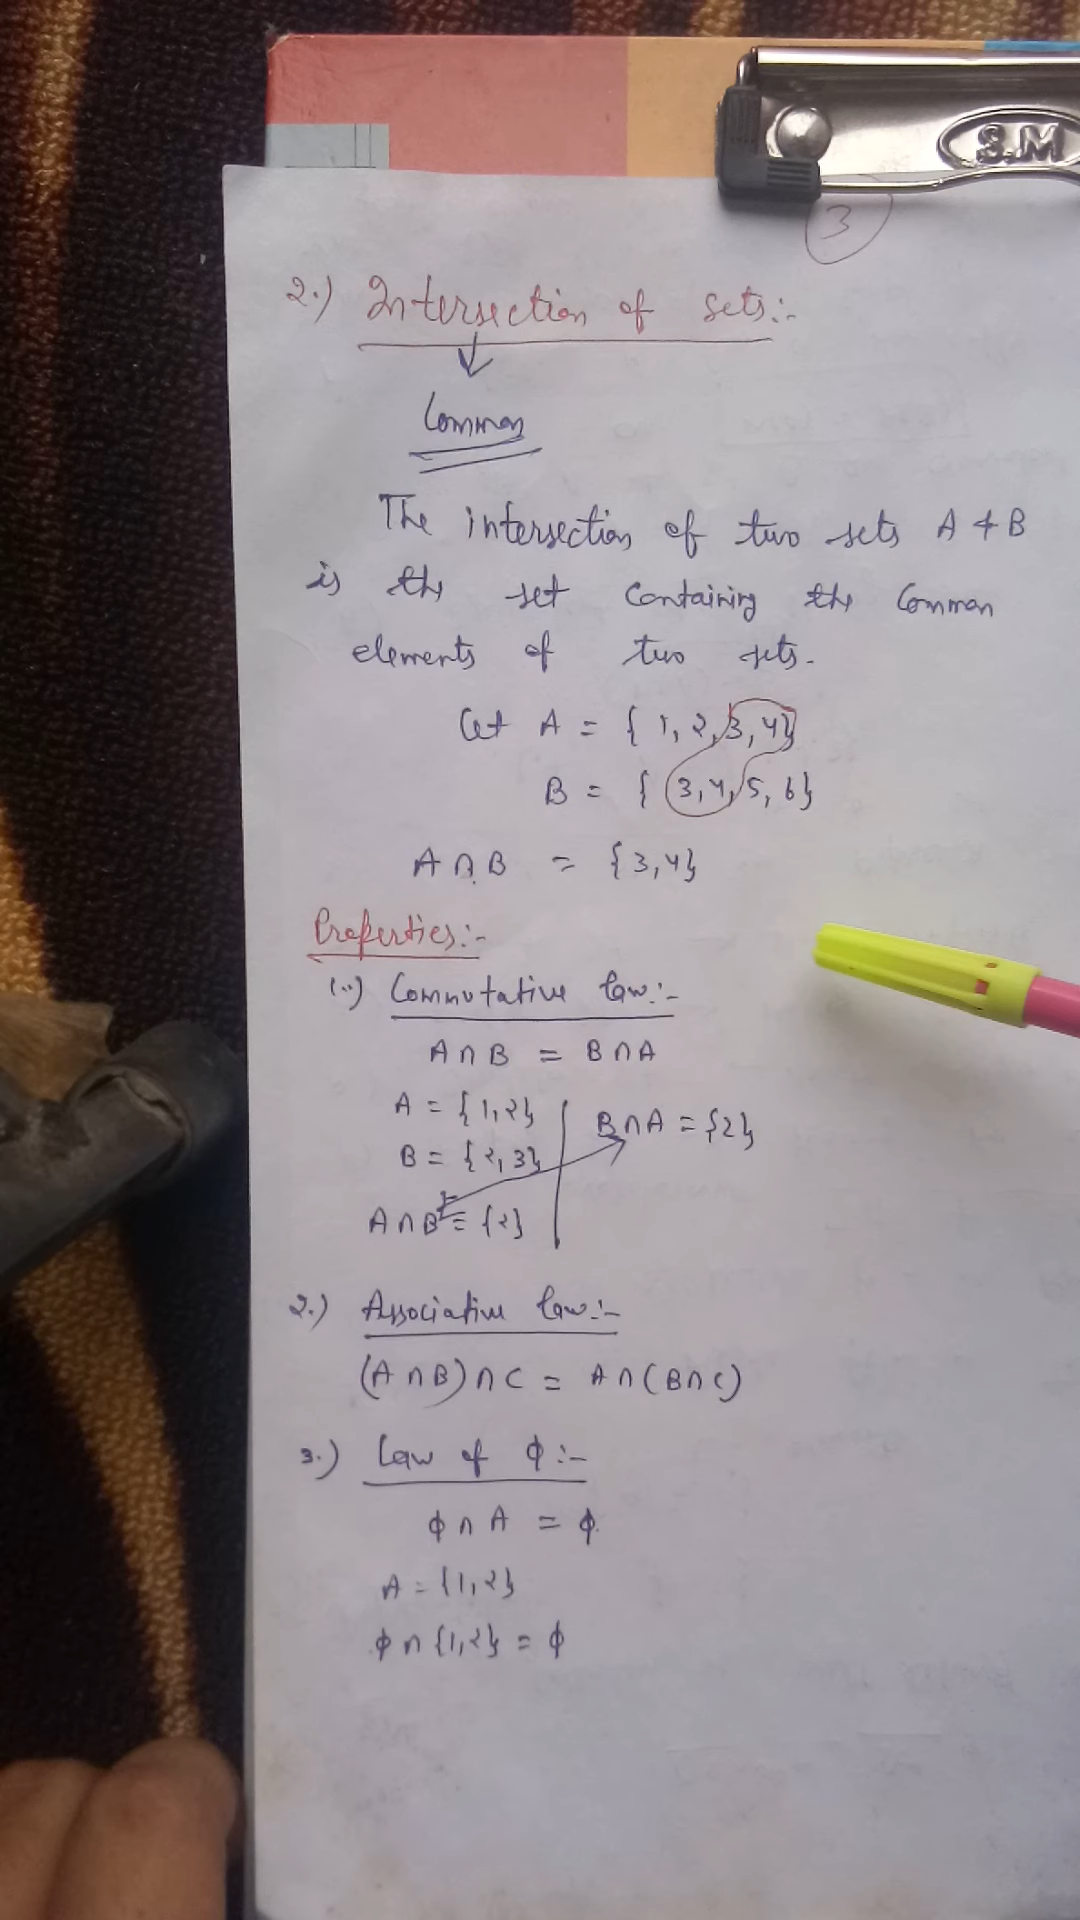 S.M
3
2.) Intersection of sets:-
Common
The intersection of two sets A & B
is the set containing the common
elements of two sets.
Let A = { 1, 2, 3, 4}
B = { 3, 4, 5, 6}
A ∩ B = {3, 4}
Properties:-
(1.) Commutative law:-
A ∩ B = B ∩ A
A = {1, 2}
B = {2, 3}
B ∩ A = {2}
A ∩ B = {2}
2.) Associative law:-
(A ∩ B) ∩ C = A ∩ (B ∩ C)
3.) Law of ϕ :-
ϕ ∩ A = ϕ.
A = {1, 2}
ϕ ∩ {1, 2} = ϕ